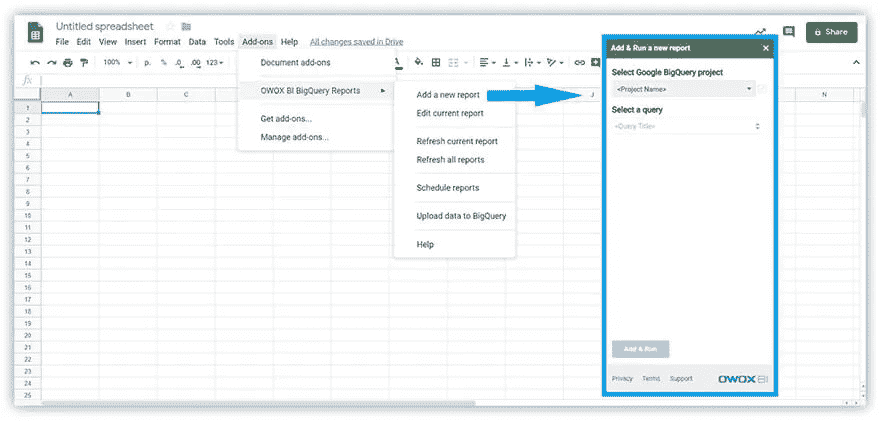 Untitled spreadsheet
File Edit View Insert Format Data Tools Add-ons Help All changes saved in Drive
Share
100% p. % .0 .00 123
fx
A B C J N
1
2
3
4
5
6
7
8
9
10
11
12
13
14
15
16
17
18
19
20
21
22
23
24
25
Document add-ons
OWOX BI BigQuery Reports
Get add-ons...
Manage add-ons...
Add a new report
Edit current report
Refresh current report
Refresh all reports
Schedule reports
Upload data to BigQuery
Help
Add & Run a new report
Select Google BigQuery project
<Project Name>
Select a query
<Query Title>
Add & Run
Privacy Terms Support OWOX BI